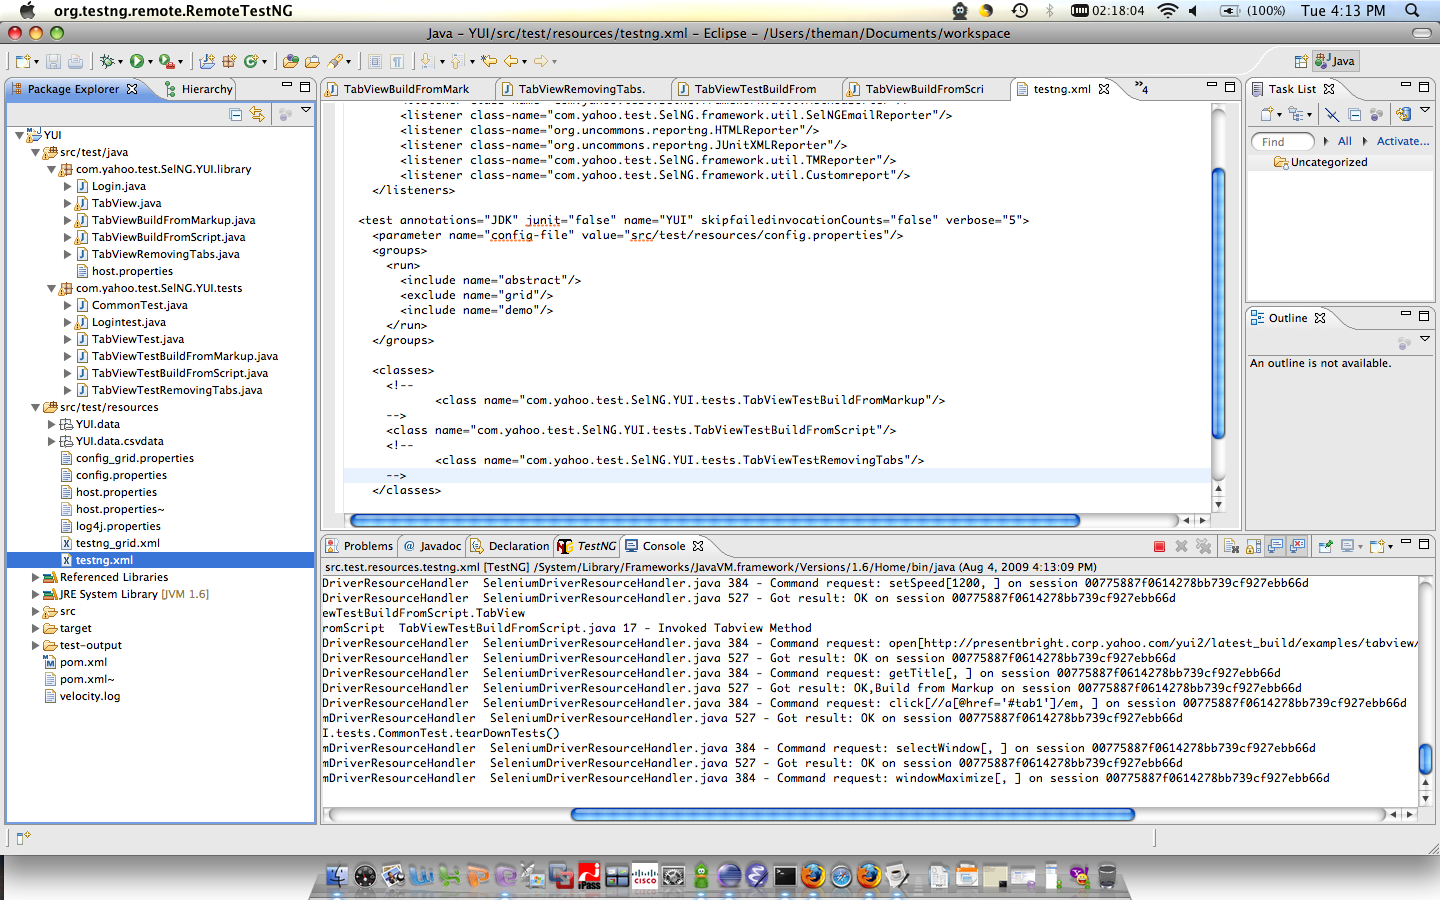 org.testng.remote.RemoteTestNG
02:18:04
(100%)
Tue 4:13 PM
Java – YUI/src/test/resources/testng.xml – Eclipse – /Users/theman/Documents/workspace
Java
Package Explorer
Hierarchy
YUI
src/test/java
com.yahoo.test.SelNG.YUI.library
Login.java
TabView.java
TabViewBuildFromMarkup.java
TabViewBuildFromScript.java
TabViewRemovingTabs.java
host.properties
com.yahoo.test.SelNG.YUI.tests
CommonTest.java
Logintest.java
TabViewTest.java
TabViewTestBuildFromMarkup.java
TabViewTestBuildFromScript.java
TabViewTestRemovingTabs.java
src/test/resources
YUI.data
YUI.data.csvdata
config_grid.properties
config.properties
host.properties
host.properties~
log4j.properties
testng_grid.xml
testng.xml
Referenced Libraries
JRE System Library [JVM 1.6]
src
target
test-output
pom.xml
pom.xml~
velocity.log
TabViewBuildFromMark
TabViewRemovingTabs.
TabViewTestBuildFrom
TabViewBuildFromScri
testng.xml
»4
<listener class-name="com.yahoo.test.SelNG.framework.util.SelNGEmailReporter"/>
<listener class-name="org.uncommons.reportng.HTMLReporter"/>
<listener class-name="org.uncommons.reportng.JUnitXMLReporter"/>
<listener class-name="com.yahoo.test.SelNG.framework.util.TMReporter"/>
<listener class-name="com.yahoo.test.SelNG.framework.util.Customreport"/>
</listeners>
<test annotations="JDK" junit="false" name="YUI" skipfailedinvocationCounts="false" verbose="5">
<parameter name="config-file" value="src/test/resources/config.properties"/>
<groups>
<run>
<include name="abstract"/>
<exclude name="grid"/>
<include name="demo"/>
</run>
</groups>
<classes>
<!--
<class name="com.yahoo.test.SelNG.YUI.tests.TabViewTestBuildFromMarkup"/>
-->
<class name="com.yahoo.test.SelNG.YUI.tests.TabViewTestBuildFromScript"/>
<!--
<class name="com.yahoo.test.SelNG.YUI.tests.TabViewTestRemovingTabs"/>
-->
</classes>
Task List
Find
All
Activate...
Uncategorized
Outline
An outline is not available.
Problems
@ Javadoc
Declaration
TestNG
Console
src.test.resources.testng.xml [TestNG] /System/Library/Frameworks/JavaVM.framework/Versions/1.6/Home/bin/java (Aug 4, 2009 4:13:09 PM)
DriverResourceHandler SeleniumDriverResourceHandler.java 384 - Command request: setSpeed[1200, ] on session 00775887f0614278bb739cf927ebb66d
DriverResourceHandler SeleniumDriverResourceHandler.java 527 - Got result: OK on session 00775887f0614278bb739cf927ebb66d
ewTestBuildFromScript.TabView
romScript TabViewTestBuildFromScript.java 17 - Invoked Tabview Method
DriverResourceHandler SeleniumDriverResourceHandler.java 384 - Command request: open[http://presentbright.corp.yahoo.com/yui2/latest_build/examples/tabview/
DriverResourceHandler SeleniumDriverResourceHandler.java 527 - Got result: OK on session 00775887f0614278bb739cf927ebb66d
DriverResourceHandler SeleniumDriverResourceHandler.java 384 - Command request: getTitle[, ] on session 00775887f0614278bb739cf927ebb66d
DriverResourceHandler SeleniumDriverResourceHandler.java 527 - Got result: OK,Build from Markup on session 00775887f0614278bb739cf927ebb66d
DriverResourceHandler SeleniumDriverResourceHandler.java 384 - Command request: click[//a[@href='#tab1']/em, ] on session 00775887f0614278bb739cf927ebb66d
mDriverResourceHandler SeleniumDriverResourceHandler.java 527 - Got result: OK on session 00775887f0614278bb739cf927ebb66d
I.tests.CommonTest.tearDownTests()
mDriverResourceHandler SeleniumDriverResourceHandler.java 384 - Command request: selectWindow[, ] on session 00775887f0614278bb739cf927ebb66d
mDriverResourceHandler SeleniumDriverResourceHandler.java 527 - Got result: OK on session 00775887f0614278bb739cf927ebb66d
mDriverResourceHandler SeleniumDriverResourceHandler.java 384 - Command request: windowMaximize[, ] on session 00775887f0614278bb739cf927ebb66d
iPass
CISCO